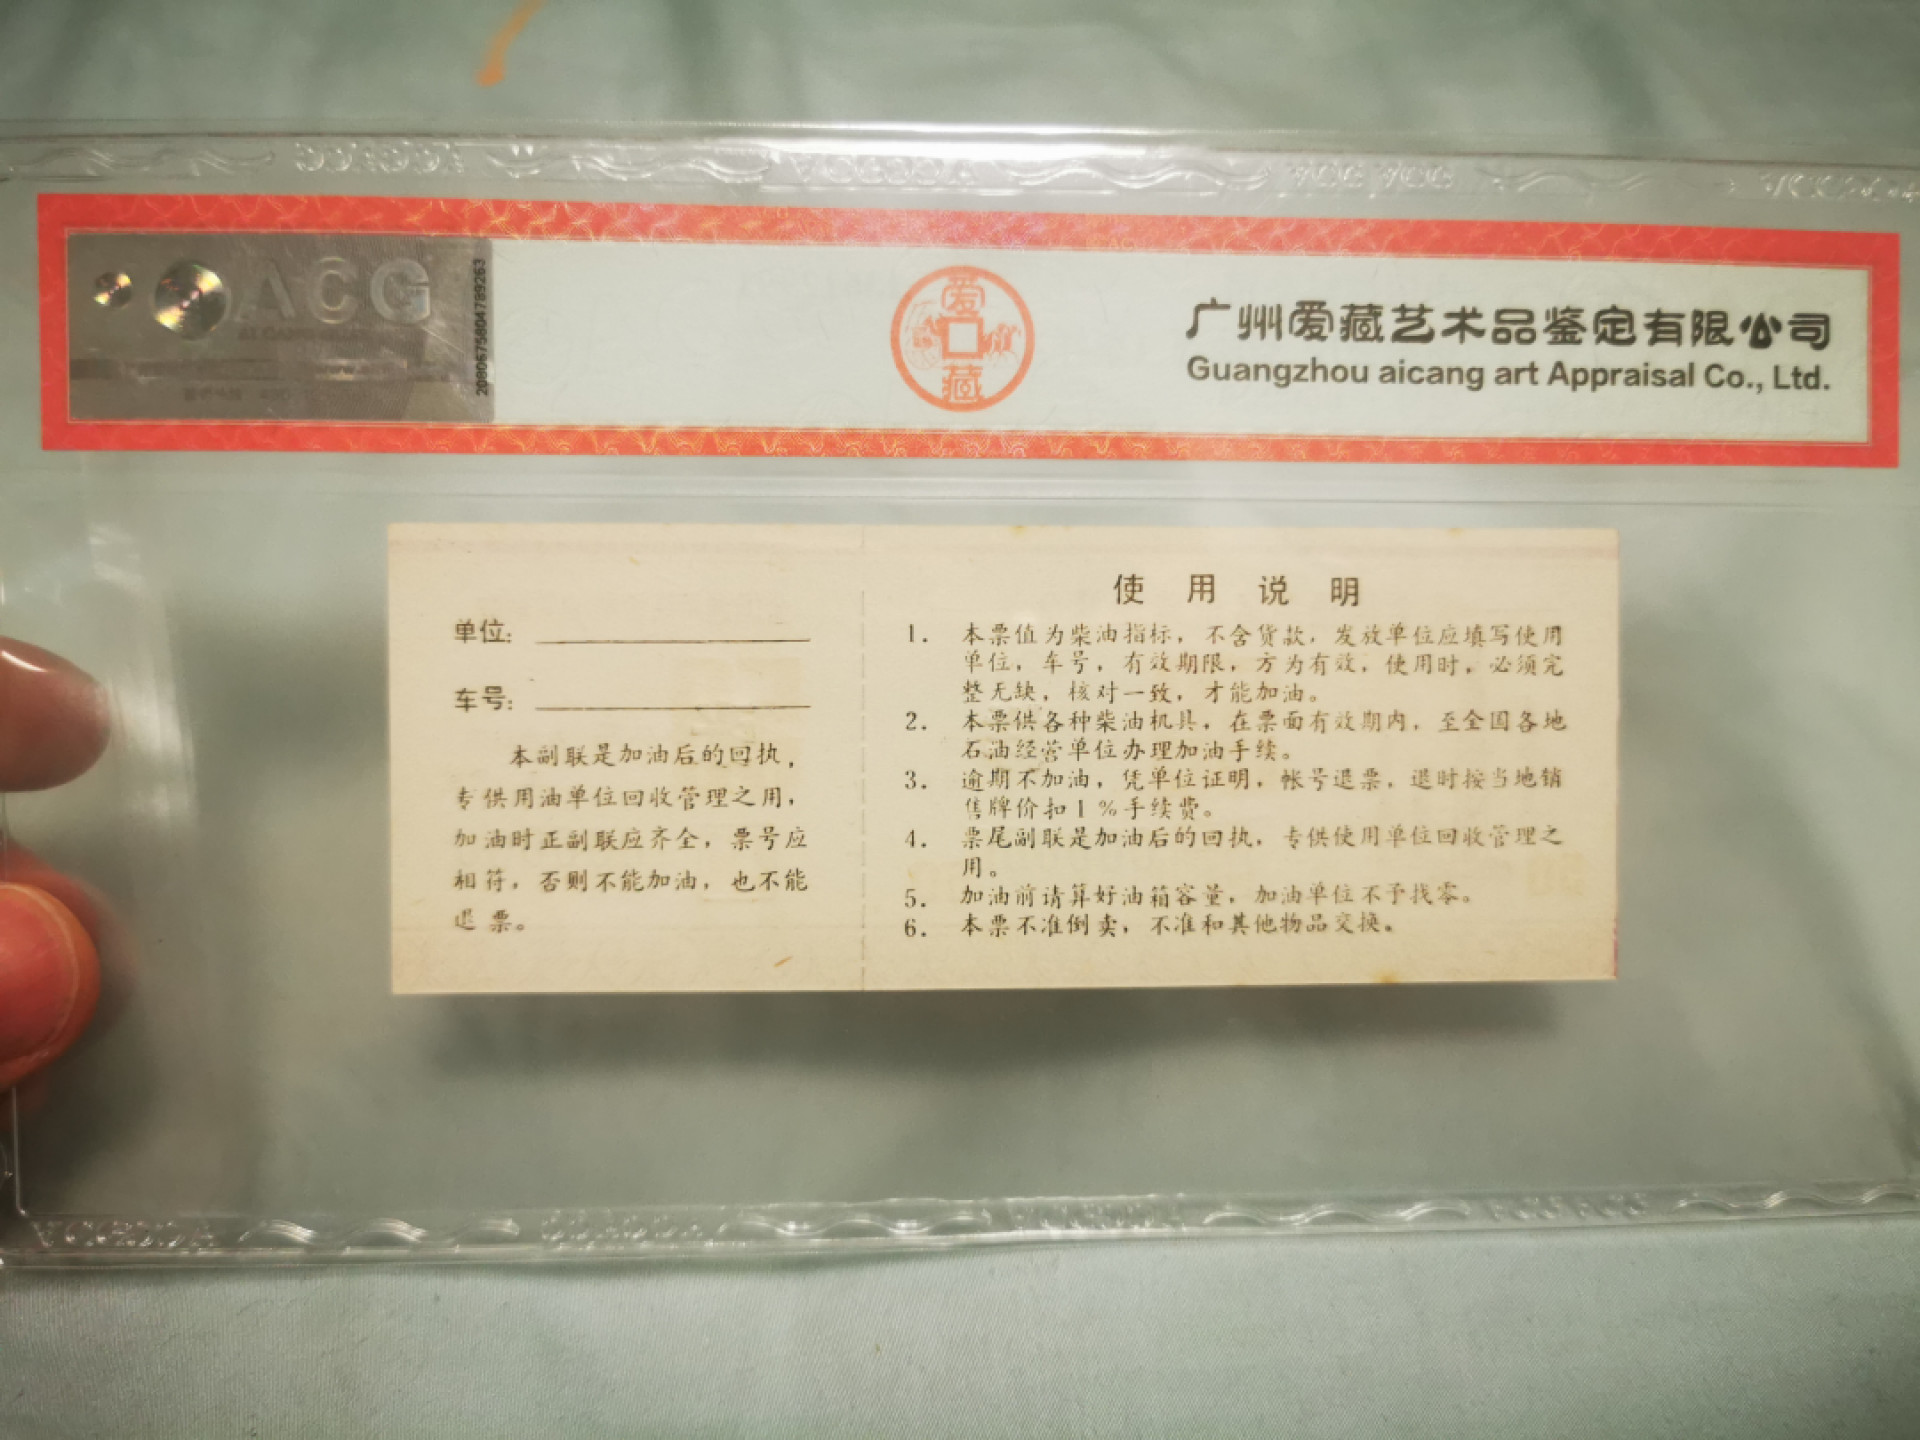 ACG
2080675804789263
爱藏
广州爱藏艺术品鉴定有限公司
Guangzhou aicang art Appraisal Co., Ltd.
单位：
车号：
本副联是加油后的回执，
专供用油单位回收管理之用，
加油时正副联应齐全，票号应
相符，否则不能加油，也不能
退票。
使用说明
1. 本票值为柴油指标，不含货款，发放单位应填写使用
单位，车号，有效期限，方为有效，使用时，必须完
整无缺，核对一致，才能加油。
2. 本票供各种柴油机具，在票面有效期内，至全国各地
石油经营单位办理加油手续。
3. 逾期不加油，凭单位证明，帐号退票，退时按当地销
售牌价扣1%手续费。
4. 票尾副联是加油后的回执，专供使用单位回收管理之
用。
5. 加油前请算好油箱容量，加油单位不予找零。
6. 本票不准倒卖，不准和其他物品交换。